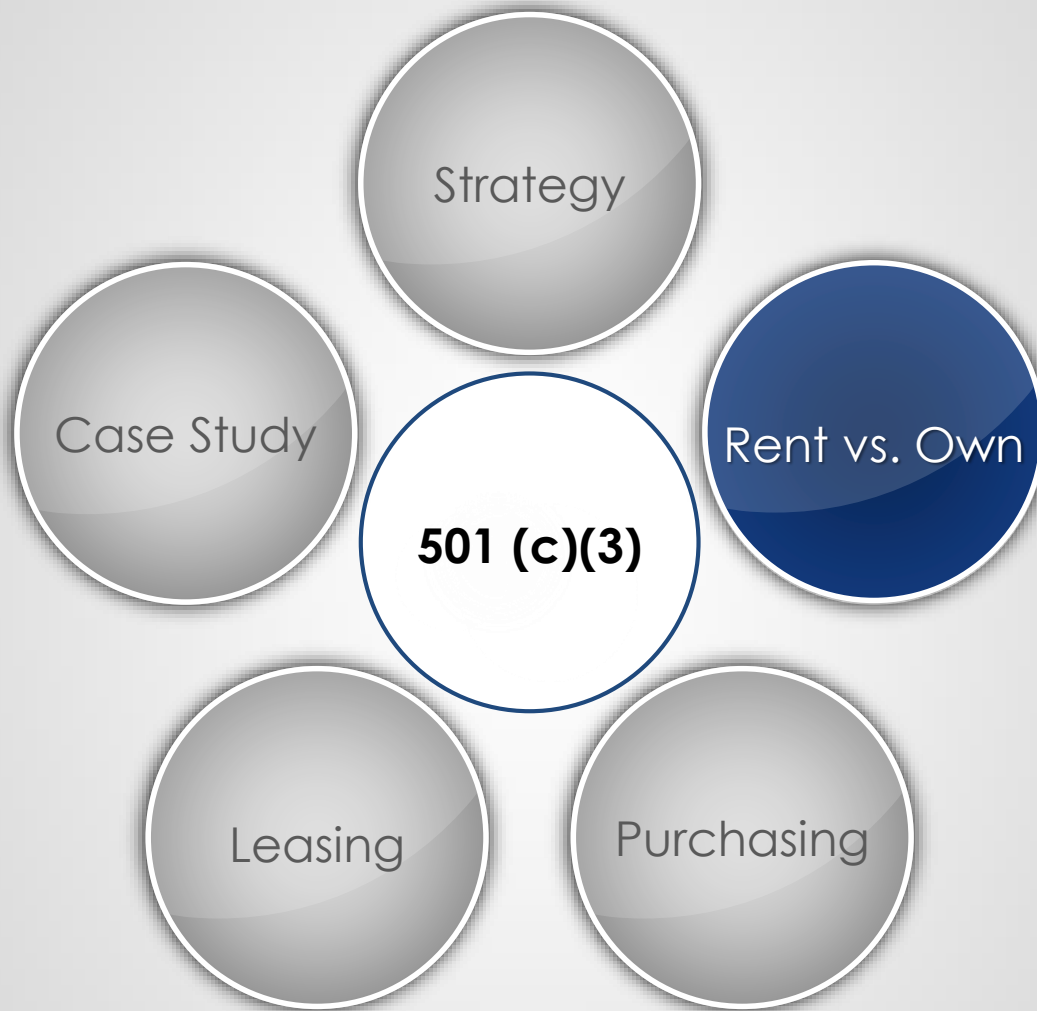 Strategy
Case Study
Rent vs. Own
501 (c)(3)
Leasing
Purchasing